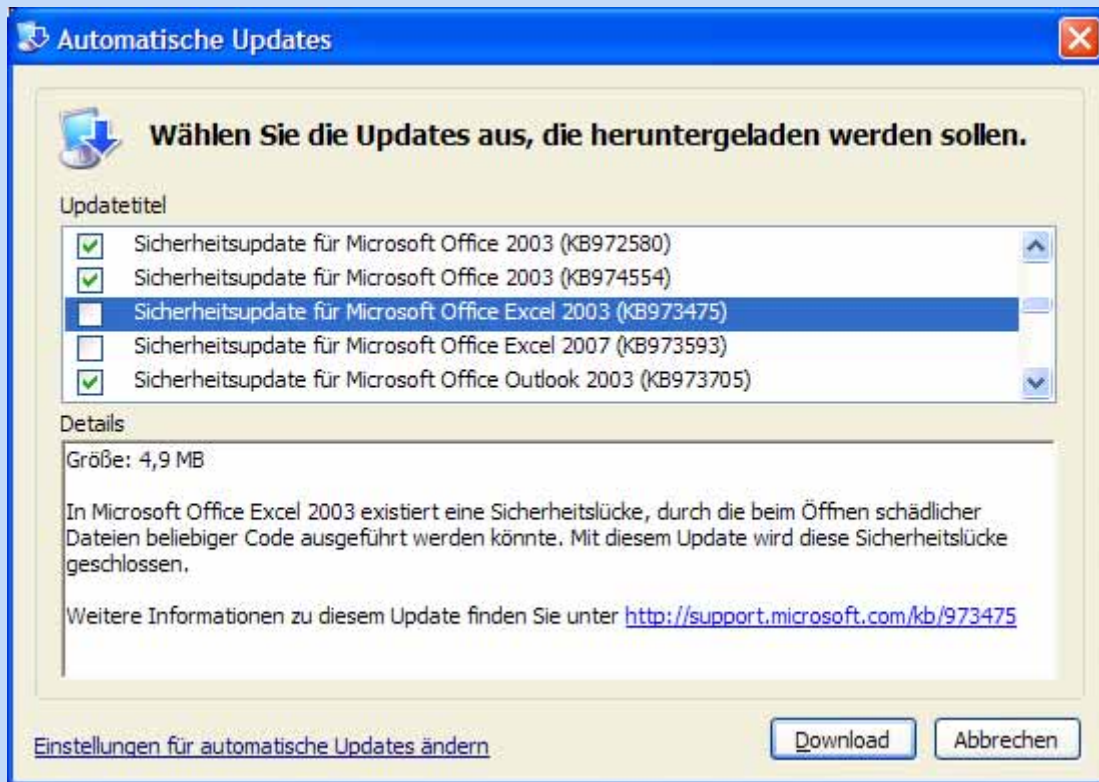 Automatische Updates
Wählen Sie die Updates aus, die heruntergeladen werden sollen.
Updatetitel
Sicherheitsupdate für Microsoft Office 2003 (KB972580)
Sicherheitsupdate für Microsoft Office 2003 (KB974554)
Sicherheitsupdate für Microsoft Office Excel 2003 (KB973475)
Sicherheitsupdate für Microsoft Office Excel 2007 (KB973593)
Sicherheitsupdate für Microsoft Office Outlook 2003 (KB973705)
Details
Größe: 4,9 MB
In Microsoft Office Excel 2003 existiert eine Sicherheitslücke, durch die beim Öffnen schädlicher
Dateien beliebiger Code ausgeführt werden könnte. Mit diesem Update wird diese Sicherheitslücke
geschlossen.
Weitere Informationen zu diesem Update finden Sie unter http://support.microsoft.com/kb/973475
Einstellungen für automatische Updates ändern
Download
Abbrechen